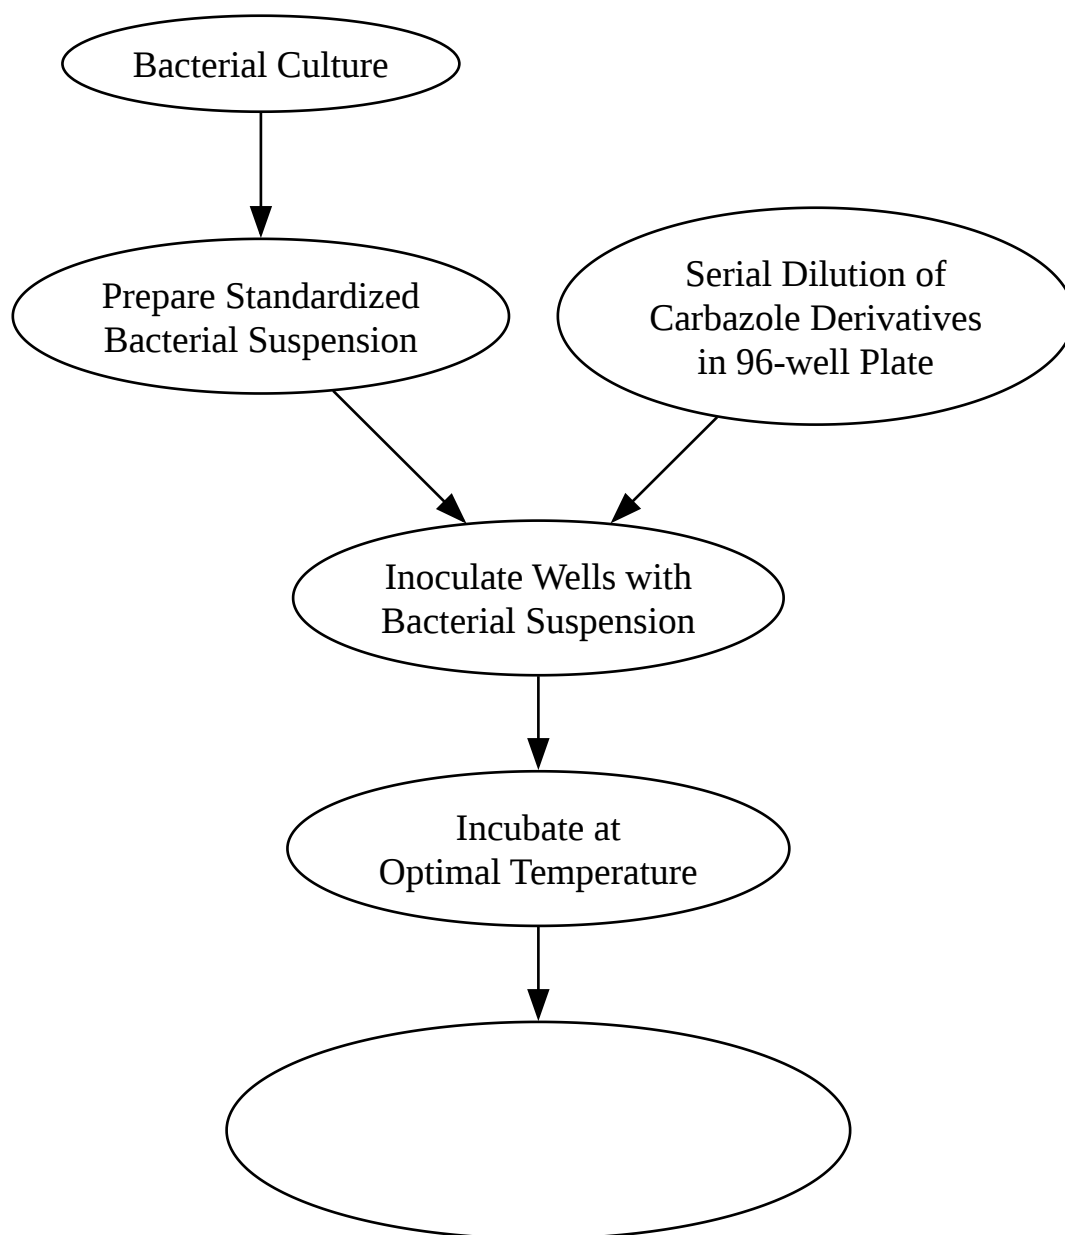 Bacterial Culture
Prepare Standardized
Bacterial Suspension
Serial Dilution of
Carbazole Derivatives
in 96-well Plate
Inoculate Wells with
Bacterial Suspension
Incubate at
Optimal Temperature